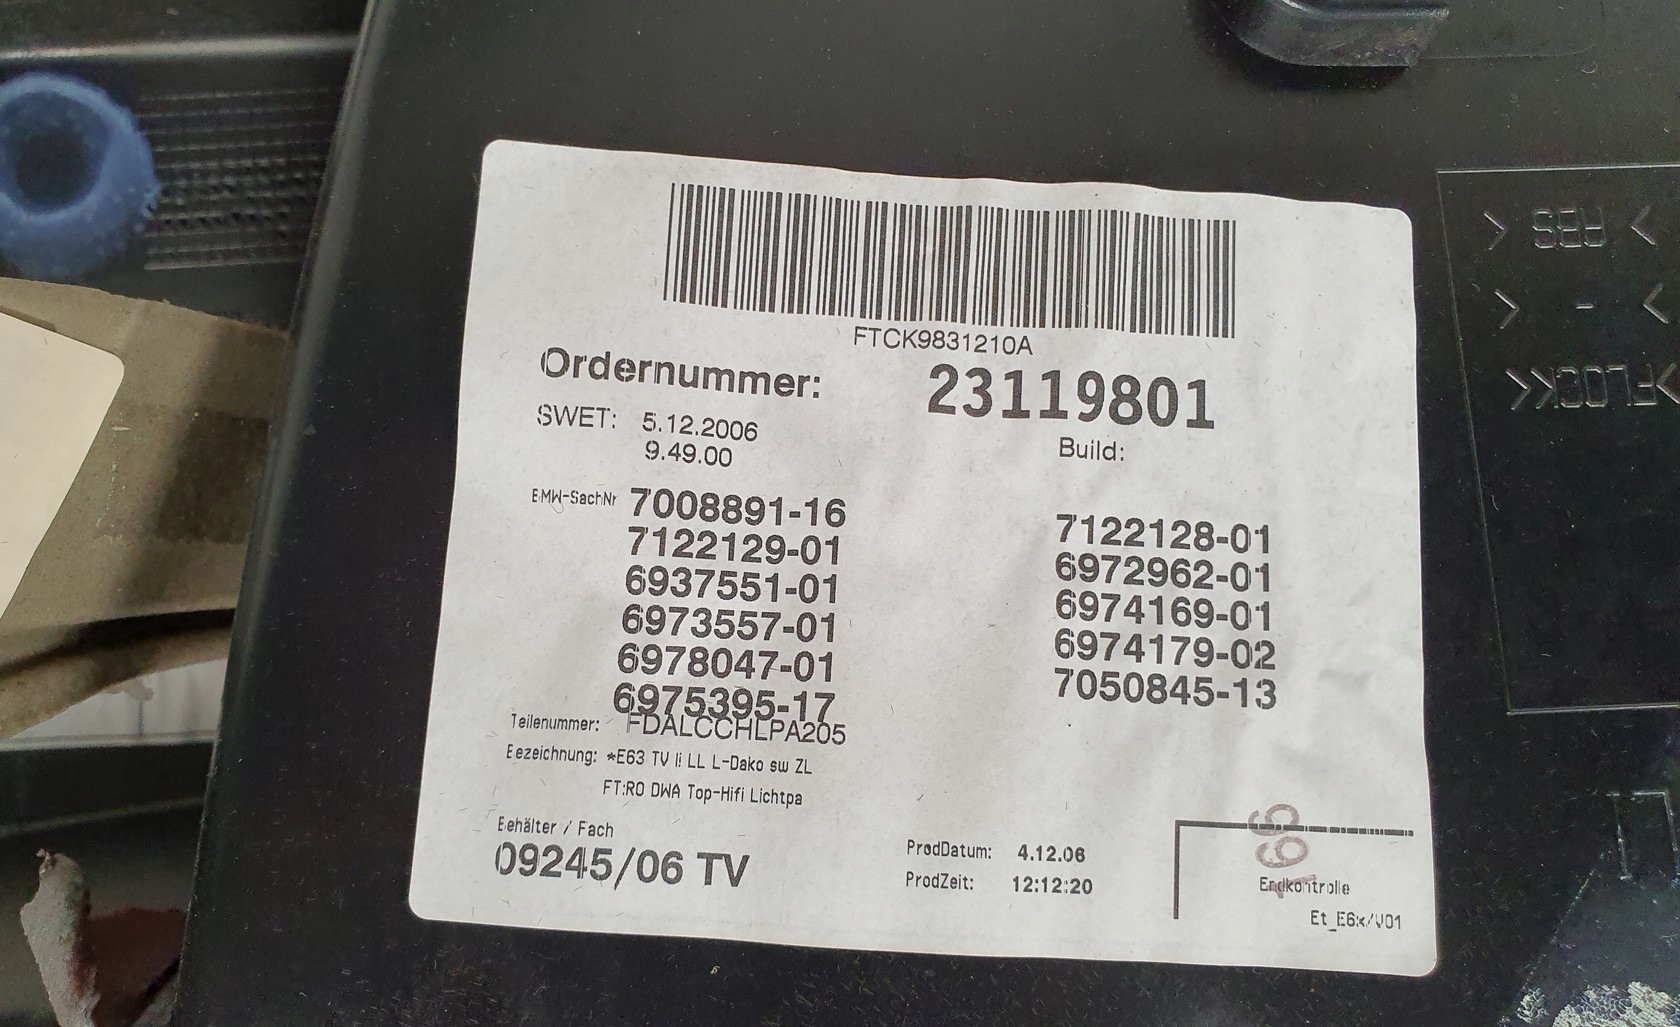 FTCK9831210A
Ordernummer: 23119801
SWET: 5.12.2006
9.49.00
Build:
BMW-SachNr 7008891-16 7122128-01
7122129-01 6972962-01
6937551-01 6974169-01
6973557-01 6974179-02
6978047-01 7050845-13
6975395-17
Teilenummer: FDALCCHLPA205
Bezeichnung: *E63 TV li LL L-Dako sw ZL
FT:RO DWA Top-Hifi Lichtpa
Behälter / Fach
09245/06 TV
ProdDatum: 4.12.06
ProdZeit: 12:12:20
199
Endkontrolle
Et_E6x/V01
> ABS <
> - <
>>FLOCK<<